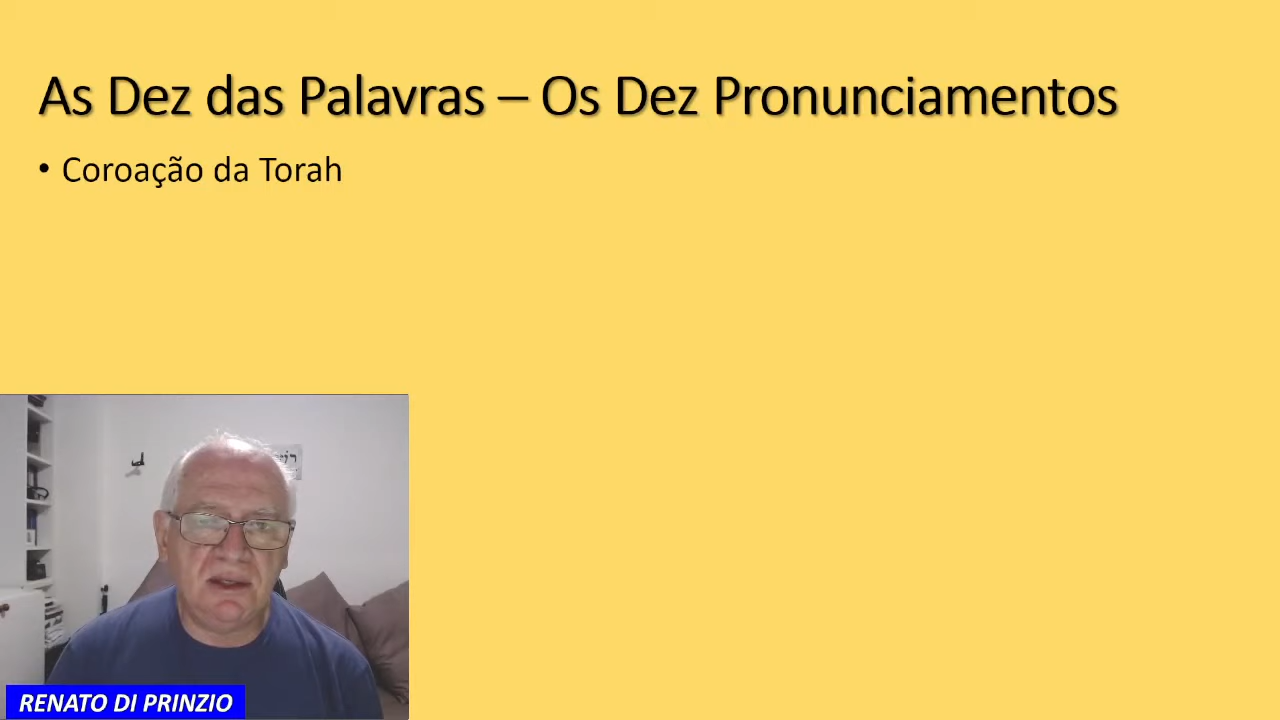 As Dez das Palavras – Os Dez Pronunciamentos
• Coroação da Torah
RENATO DI PRINZIO